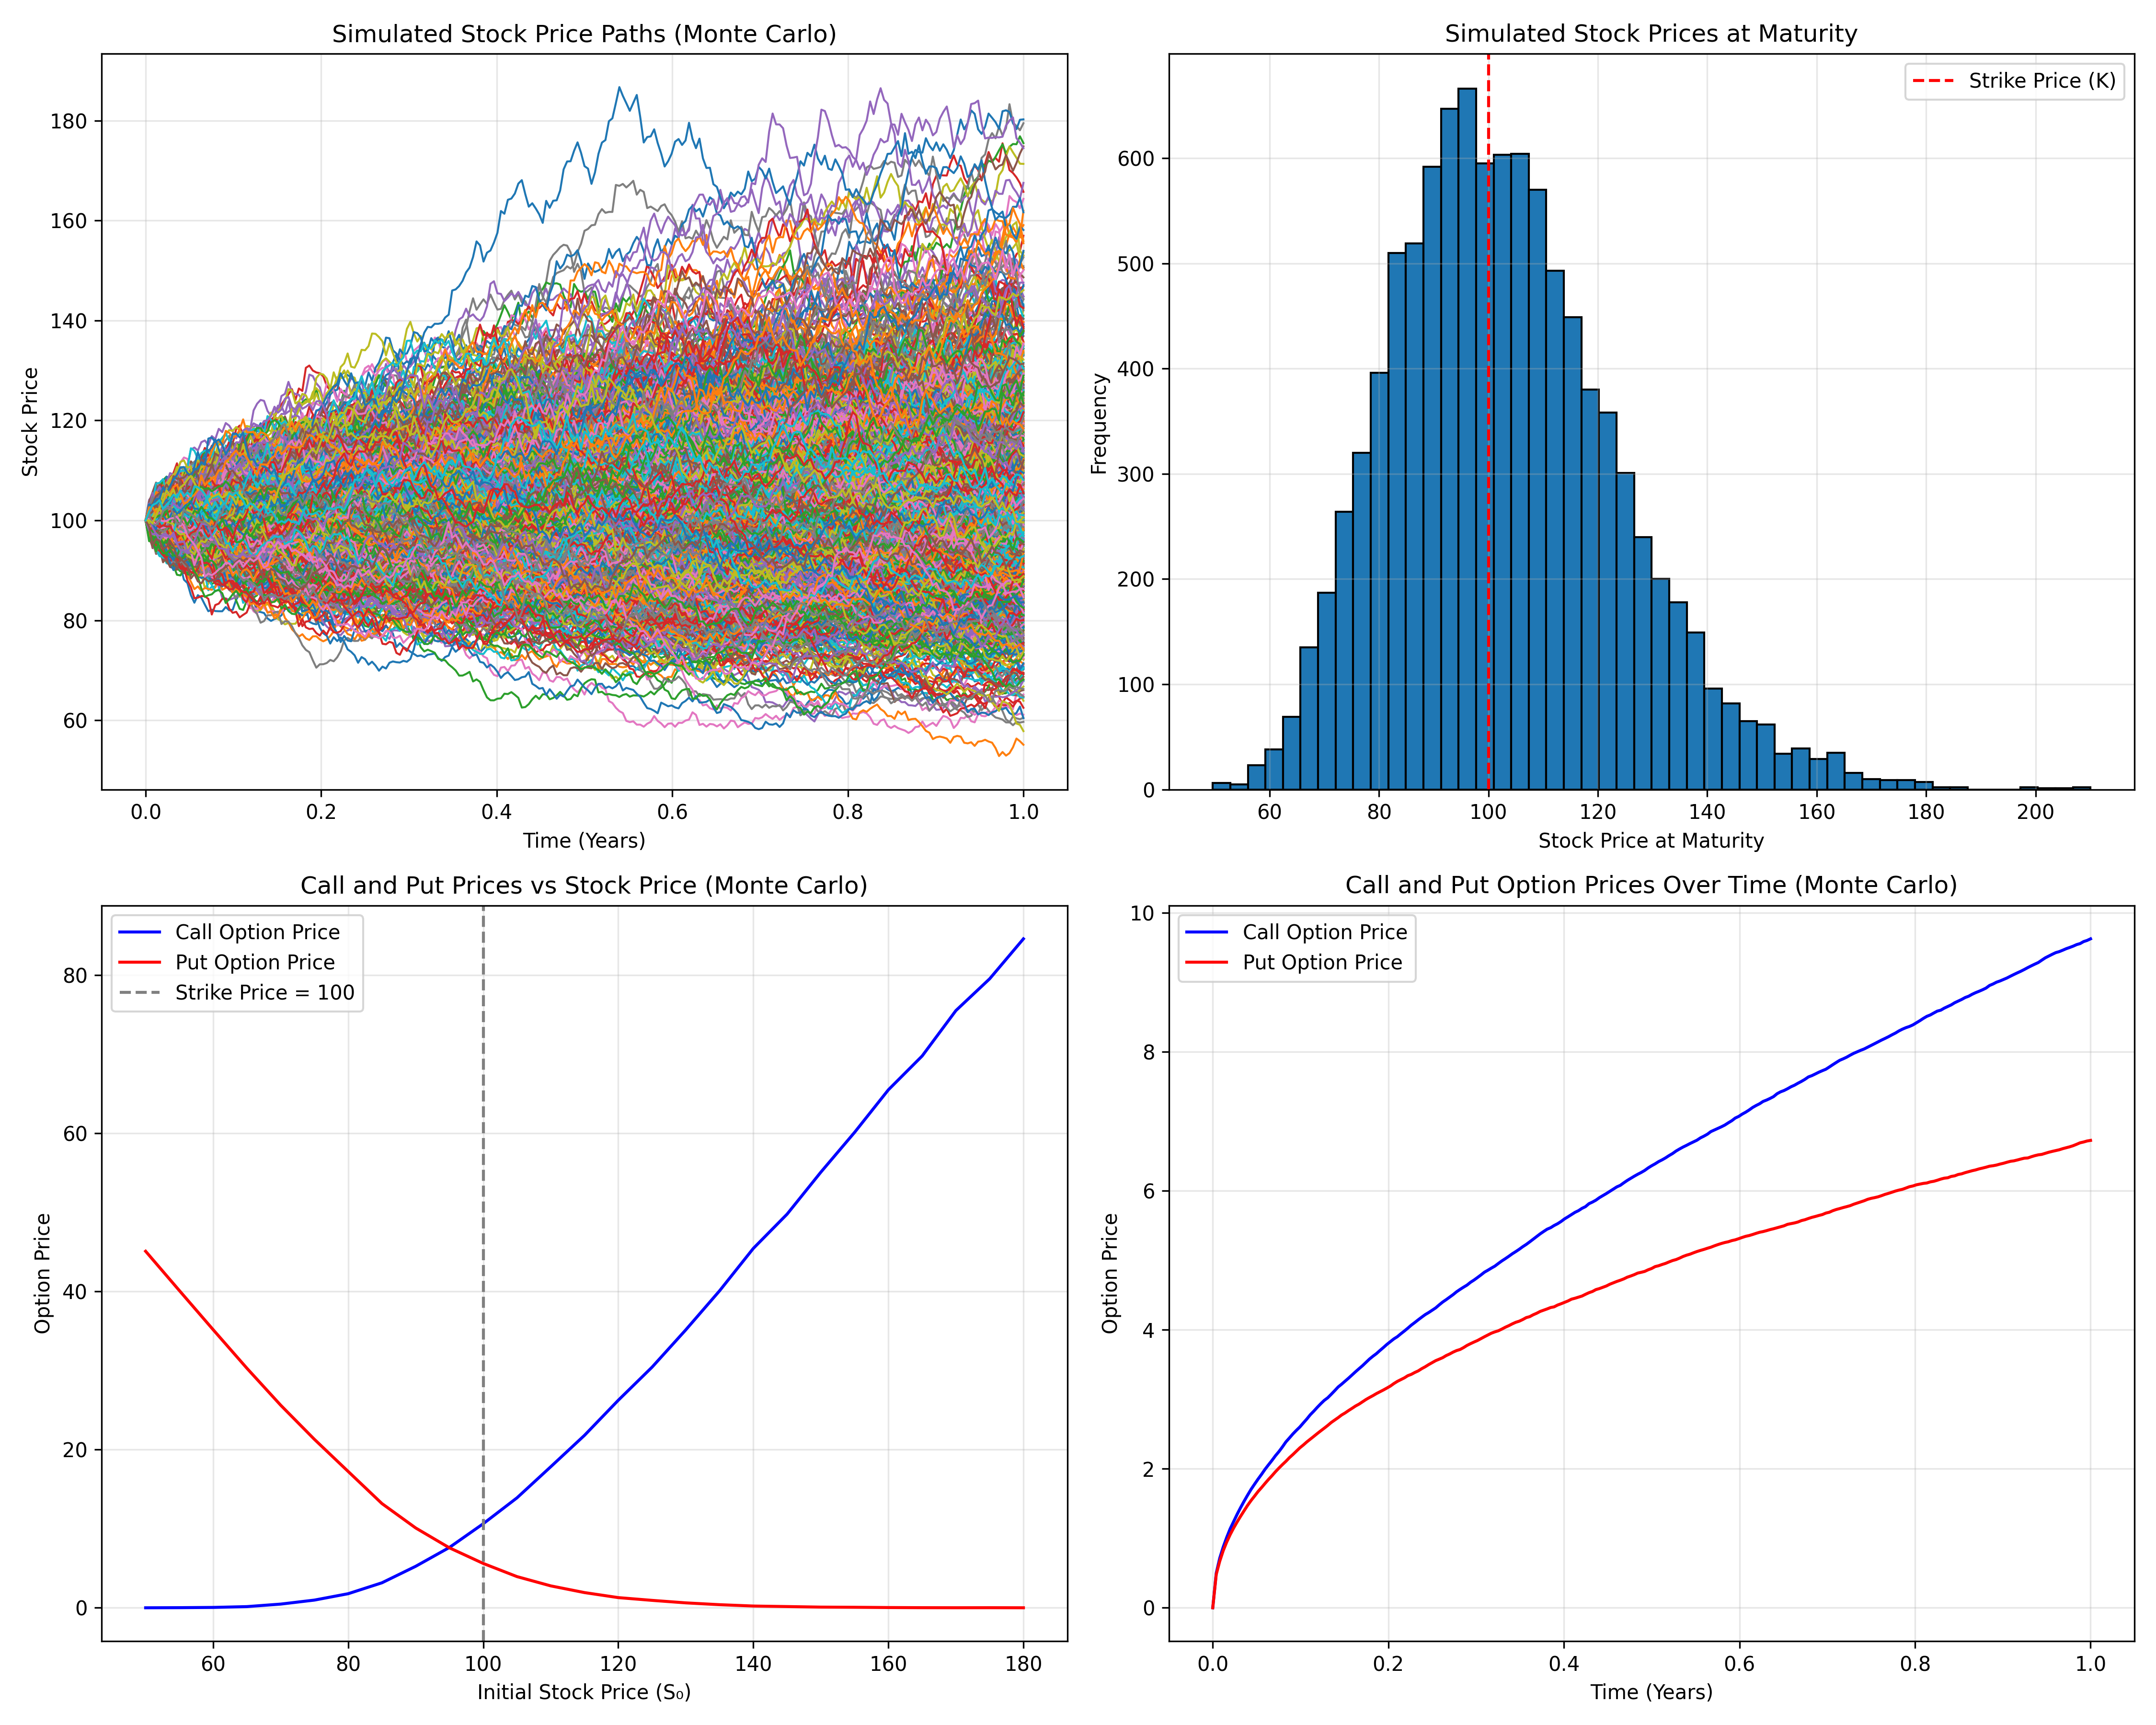 Simulated Stock Price Paths (Monte Carlo)
Stock Price
180
160
140
120
100
80
60
0.0 0.2 0.4 0.6 0.8 1.0
Time (Years)
Simulated Stock Prices at Maturity
Strike Price (K)
Frequency
600
500
400
300
200
100
0
60 80 100 120 140 160 180 200
Stock Price at Maturity
Call and Put Prices vs Stock Price (Monte Carlo)
Call Option Price
Put Option Price
Strike Price = 100
Option Price
80
60
40
20
0
60 80 100 120 140 160 180
Initial Stock Price (S₀)
Call and Put Option Prices Over Time (Monte Carlo)
Call Option Price
Put Option Price
Option Price
10
8
6
4
2
0
0.0 0.2 0.4 0.6 0.8 1.0
Time (Years)